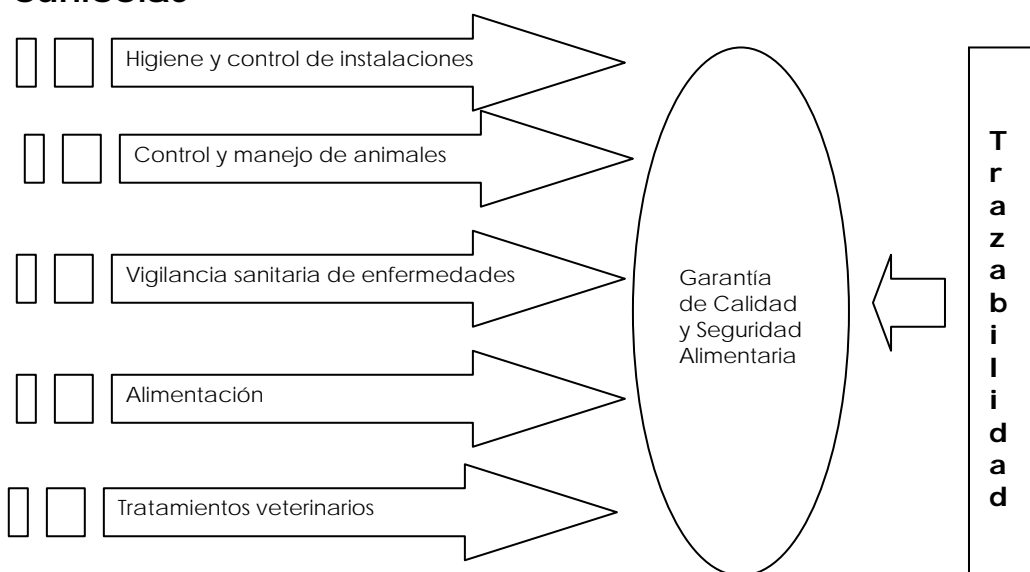 Higiene y control de instalaciones
Control y manejo de animales
Vigilancia sanitaria de enfermedades
Alimentación
Tratamientos veterinarios
Garantía
de Calidad
y Seguridad
Alimentaria
T
r
a
z
a
b
i
l
i
d
a
d